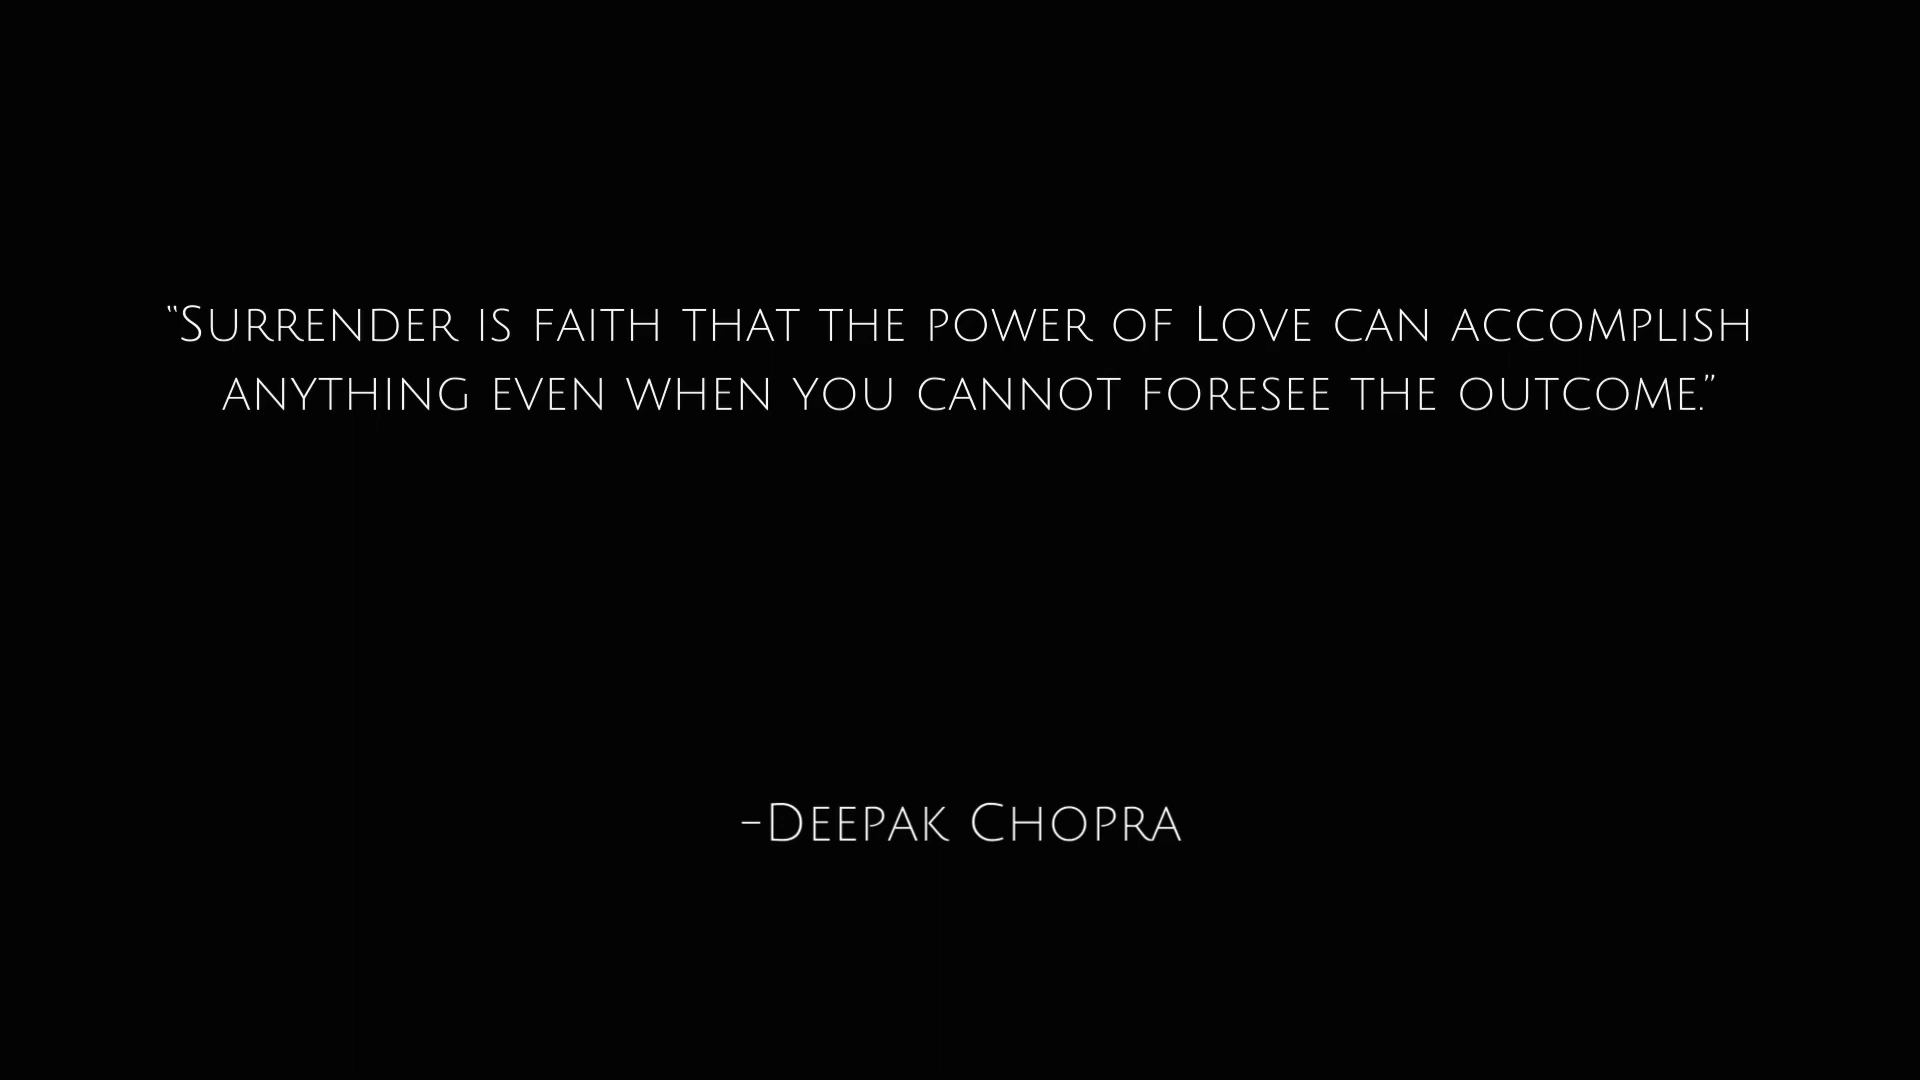 “Surrender is faith that the power of Love can accomplish
anything even when you cannot foresee the outcome.”
-Deepak Chopra